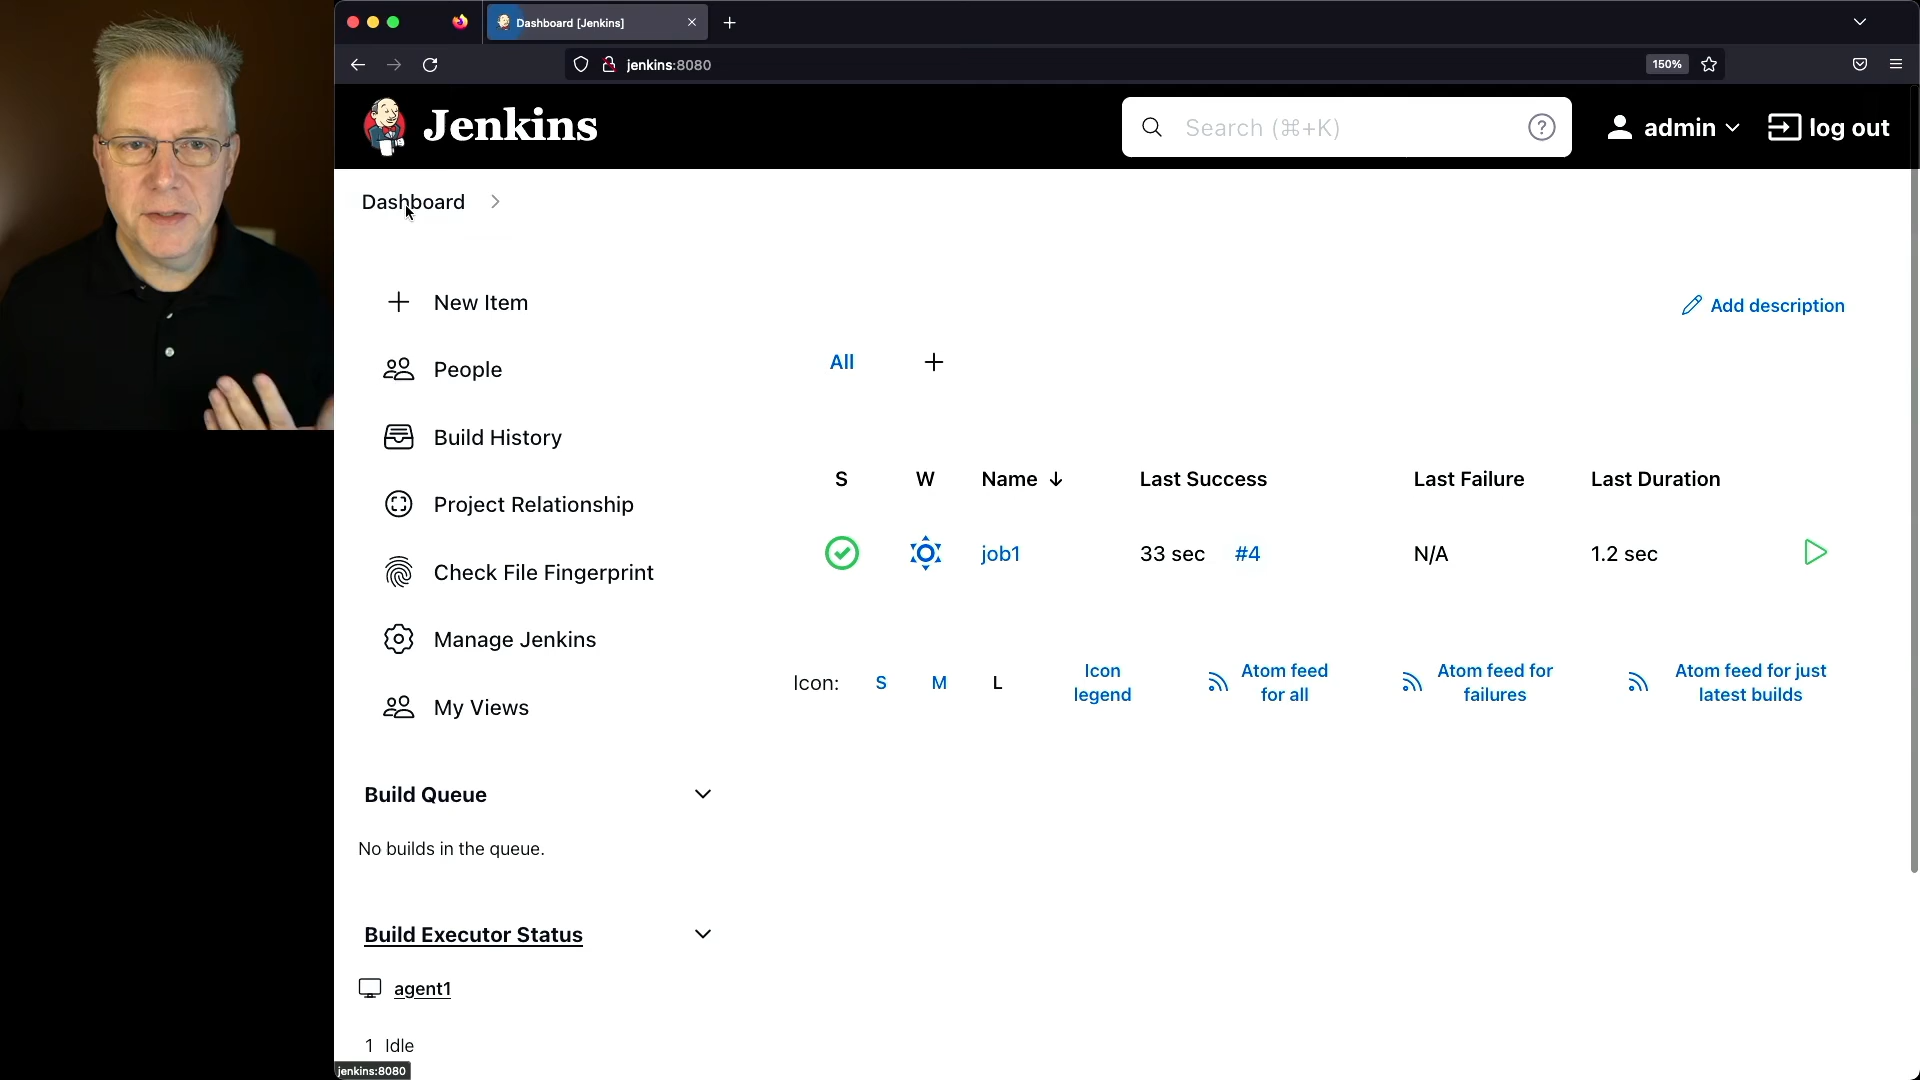 Dashboard [Jenkins]
jenkins:8080
150%
Jenkins
Search (⌘+K)
admin
log out
Dashboard
New Item
People
Build History
Project Relationship
Check File Fingerprint
Manage Jenkins
My Views
Add description
All
S W Name ↓ Last Success Last Failure Last Duration
job1 33 sec #4 N/A 1.2 sec
Icon: S M L
Icon
legend
Atom feed
for all
Atom feed for
failures
Atom feed for just
latest builds
Build Queue
No builds in the queue.
Build Executor Status
agent1
1 Idle
jenkins:8080